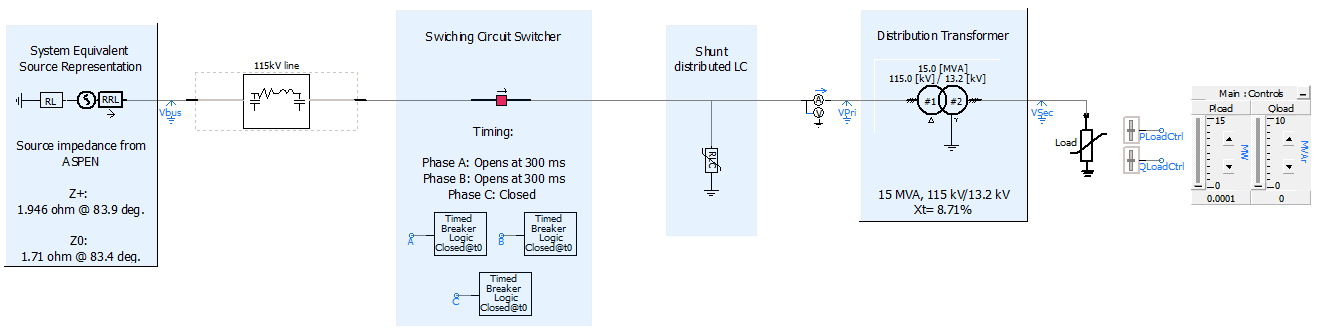 System Equivalent
Source Representation
RL
RRL
Vbus
Source impedance from
ASPEN
Z+:
1.946 ohm @ 83.9 deg.
Z0:
1.71 ohm @ 83.4 deg.
115kV line
Swiching Circuit Switcher
Timing:
Phase A: Opens at 300 ms
Phase B: Opens at 300 ms
Phase C: Closed
A
Timed
Breaker
Logic
Closed@t0
B
Timed
Breaker
Logic
Closed@t0
C
Timed
Breaker
Logic
Closed@t0
Shunt
distributed LC
RLC
A
V
VPri
Distribution Transformer
15.0 [MVA]
115.0 [kV] / 13.2 [kV]
#1
#2
15 MVA, 115 kV/13.2 kV
Xt= 8.71%
VSec
Load
PLoadCtrl
QLoadCtrl
Main : Controls
Pload
Qload
15
10
MW
MVAr
0
0
0.0001
0